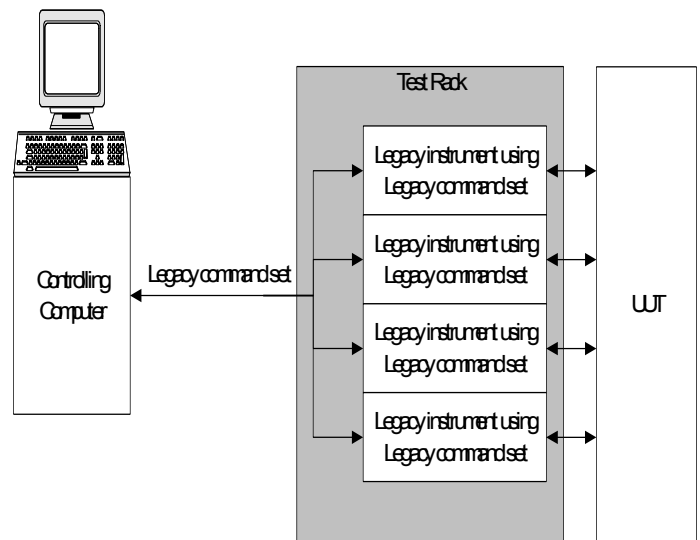 Test Rack
Legacy instrument using
Legacy command set
Legacy instrument using
Legacy command set
Legacy instrument using
Legacy command set
Legacy instrument using
Legacy command set
Legacy command set
Controlling
Computer
UUT